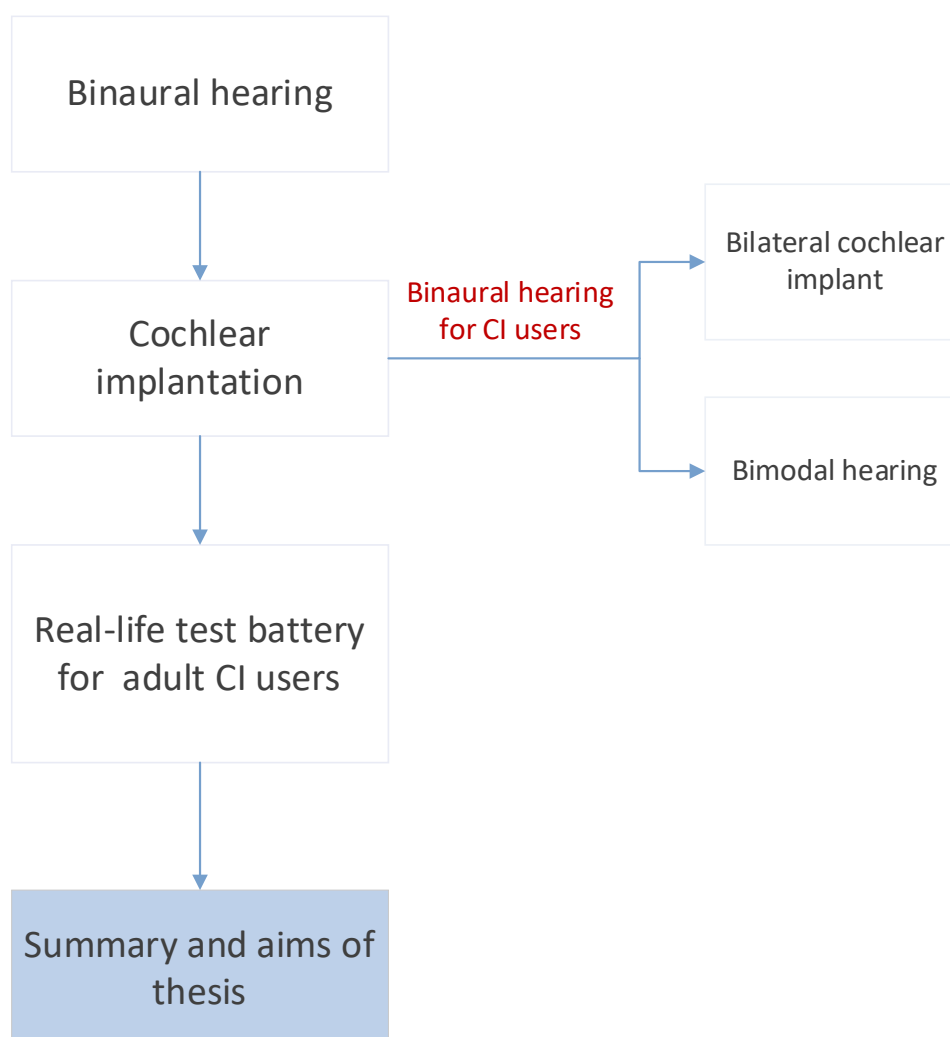 Binaural hearing
Cochlear
implantation
Binaural hearing
for CI users
Bilateral cochlear
implant
Bimodal hearing
Real-life test battery
for  adult CI users
Summary and aims of
thesis